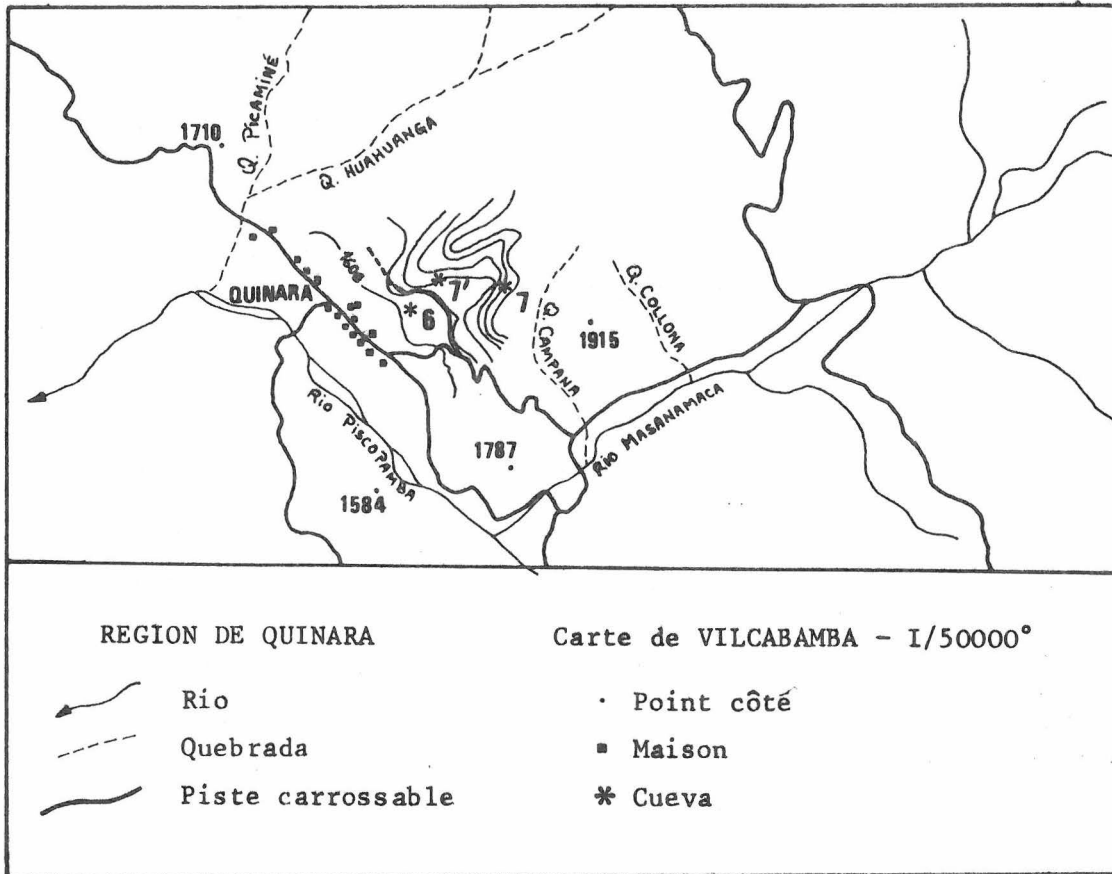 Q. PICAMINÉ
1710
Q. HUAHUANGA
1600
QUINARA
7'
7
6
Q. CAMPANA
1915
Q. COLLONA
RIO PISCOPAMBA
1787
RIO MASANAMACA
1584
REGION DE QUINARA
Carte de VILCABAMBA - I/50000°
Rio
Quebrada
Piste carrossable
Point côté
Maison
Cueva